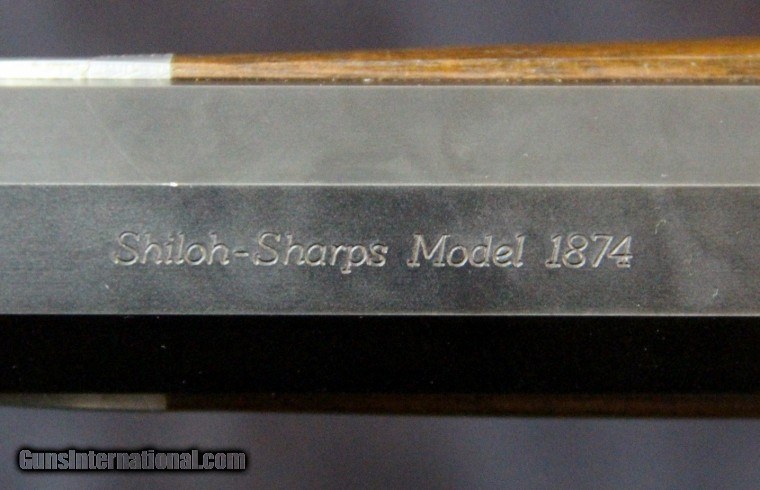 Shiloh-Sharps Model 1874
GunsInternational.com